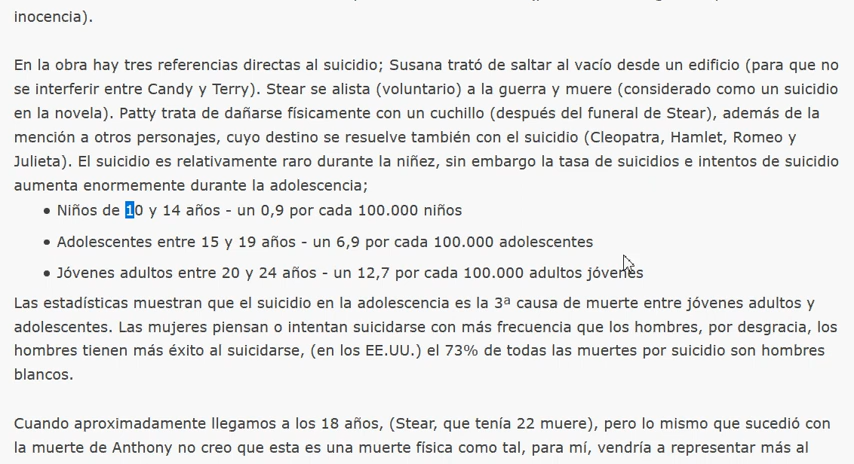 inocencia).
En la obra hay tres referencias directas al suicidio; Susana trató de saltar al vacío desde un edificio (para que no
se interferir entre Candy y Terry). Stear se alista (voluntario) a la guerra y muere (considerado como un suicidio
en la novela). Patty trata de dañarse físicamente con un cuchillo (después del funeral de Stear), además de la
mención a otros personajes, cuyo destino se resuelve también con el suicidio (Cleopatra, Hamlet, Romeo y
Julieta). El suicidio es relativamente raro durante la niñez, sin embargo la tasa de suicidios e intentos de suicidio
aumenta enormemente durante la adolescencia;
• Niños de 10 y 14 años - un 0,9 por cada 100.000 niños
• Adolescentes entre 15 y 19 años - un 6,9 por cada 100.000 adolescentes
• Jóvenes adultos entre 20 y 24 años - un 12,7 por cada 100.000 adultos jóvenes
Las estadísticas muestran que el suicidio en la adolescencia es la 3ª causa de muerte entre jóvenes adultos y
adolescentes. Las mujeres piensan o intentan suicidarse con más frecuencia que los hombres, por desgracia, los
hombres tienen más éxito al suicidarse, (en los EE.UU.) el 73% de todas las muertes por suicidio son hombres
blancos.
Cuando aproximadamente llegamos a los 18 años, (Stear, que tenía 22 muere), pero lo mismo que sucedió con
la muerte de Anthony no creo que esta es una muerte física como tal, para mí, vendría a representar más al